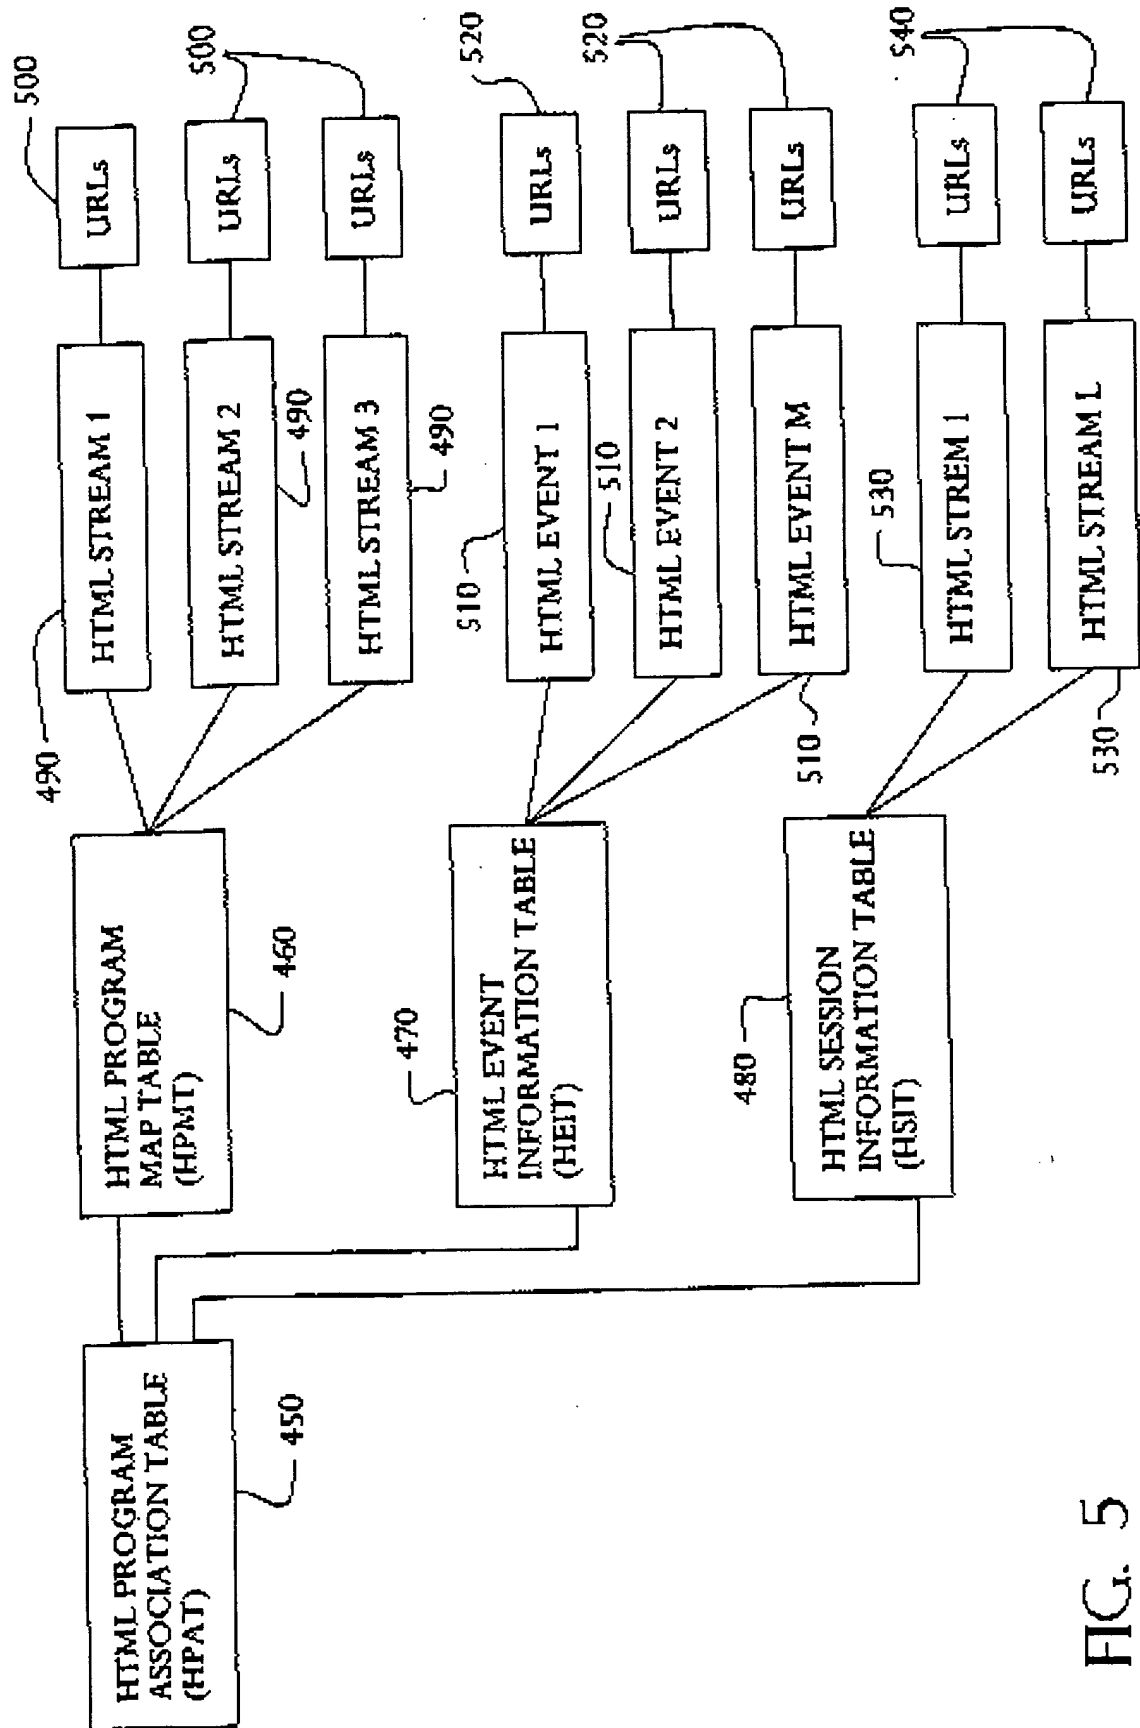 HTML PROGRAM
ASSOCIATION TABLE
(HPAT)
450
HTML PROGRAM
MAP TABLE
(HPMT)
460
490
HTML STREAM 1
URLs
500
HTML STREAM 2
490
URLs
500
HTML STREAM 3
490
URLs
470
HTML EVENT
INFORMATION TABLE
(HEIT)
510
HTML EVENT 1
URLs
520
510
HTML EVENT 2
URLs
520
HTML EVENT M
510
URLs
480
HTML SESSION
INFORMATION TABLE
(HSIT)
530
HTML STREM 1
URLs
540
HTML STREAM L
530
URLs
FIG. 5